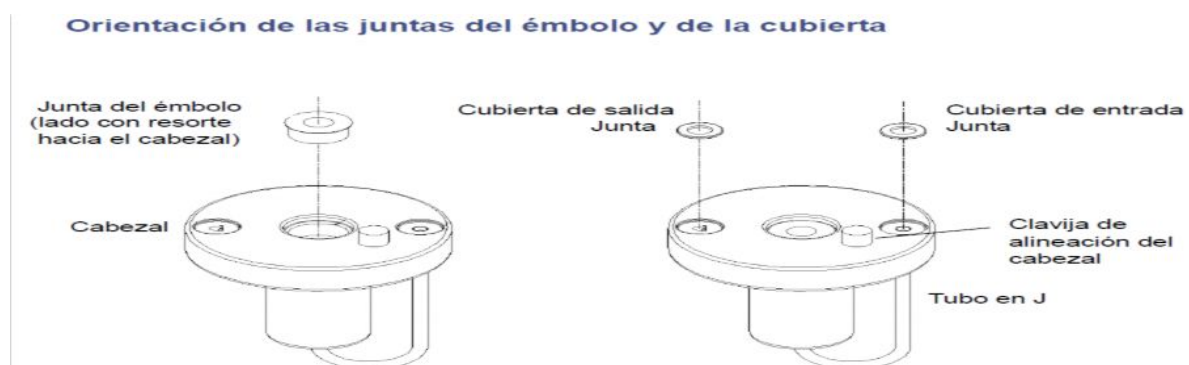 Orientación de las juntas del émbolo y de la cubierta
Junta del émbolo
(lado con resorte
hacia el cabezal)
Cabezal
Cubierta de salida
Junta
Cubierta de entrada
Junta
Clavija de
alineación del
cabezal
Tubo en J